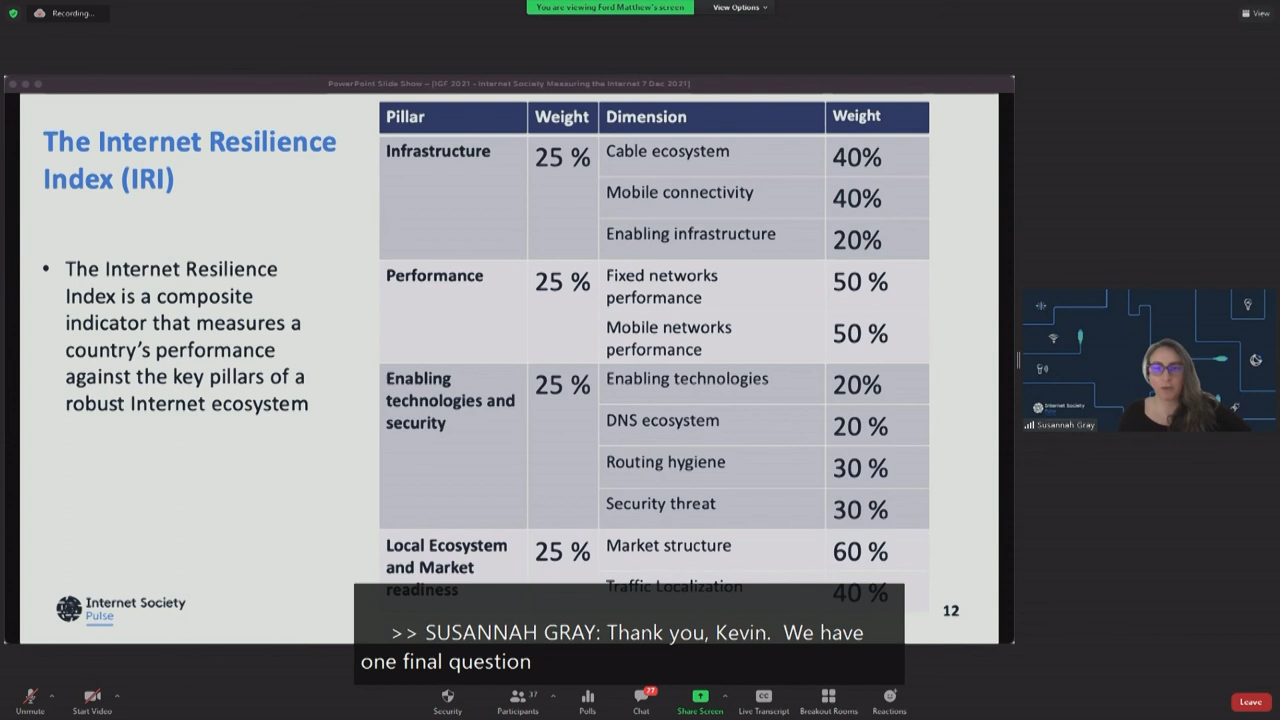 Recording...
You are viewing Ford Matthew's screen
View Options
View
PowerPoint Slide Show – [IGF 2021 - Internet Society Measuring the Internet 7 Dec 2021]
The Internet Resilience
Index (IRI)
• The Internet Resilience
Index is a composite
indicator that measures a
country's performance
against the key pillars of a
robust Internet ecosystem
Pillar Weight Dimension Weight
Infrastructure 25 % Cable ecosystem 40%
Mobile connectivity 40%
Enabling infrastructure 20%
Performance 25 % Fixed networks
performance 50 %
Mobile networks
performance 50 %
Enabling
technologies and
security 25 % Enabling technologies 20%
DNS ecosystem 20 %
Routing hygiene 30 %
Security threat 30 %
Local Ecosystem
and Market
readiness 25 % Market structure 60 %
Traffic Localization 40 %
Internet Society
Pulse
12
Internet Society
Pulse
Susannah Gray
>> SUSANNAH GRAY: Thank you, Kevin. We have
one final question
Unmute
Start Video
Security
37
Participants
Polls
77
Chat
Share Screen
CC
Live Transcript
Breakout Rooms
Reactions
Leave